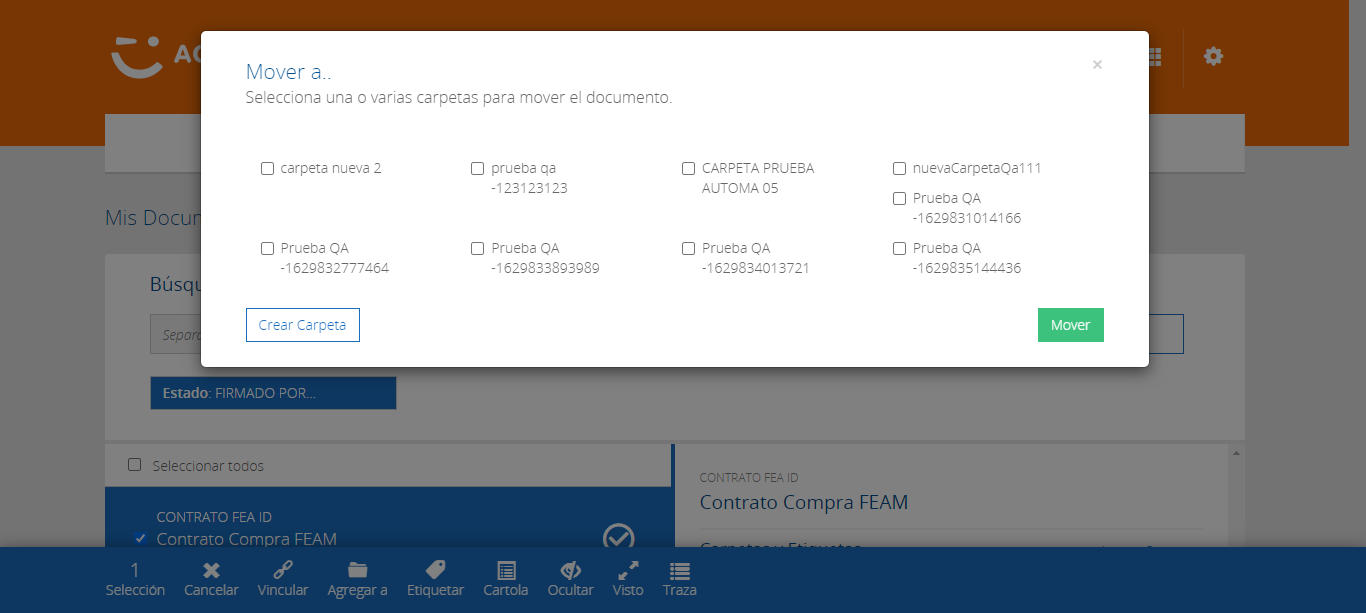 Mover a..
×
Selecciona una o varias carpetas para mover el documento.
carpeta nueva 2
prueba qa
-123123123
CARPETA PRUEBA
AUTOMA 05
nuevaCarpetaQa111
Prueba QA
-1629831014166
Prueba QA
-1629832777464
Prueba QA
-1629833893989
Prueba QA
-1629834013721
Prueba QA
-1629835144436
Crear Carpeta
Mover
Mis Docu
Búsqu
Separ
Estado: FIRMADO POR...
Seleccionar todos
CONTRATO FEA ID
Contrato Compra FEAM
CONTRATO FEA ID
Contrato Compra FEAM
Carpetas y Etiquetas
1
Selección
Cancelar
Vincular
Agregar a
Etiquetar
Cartola
Ocultar
Visto
Traza